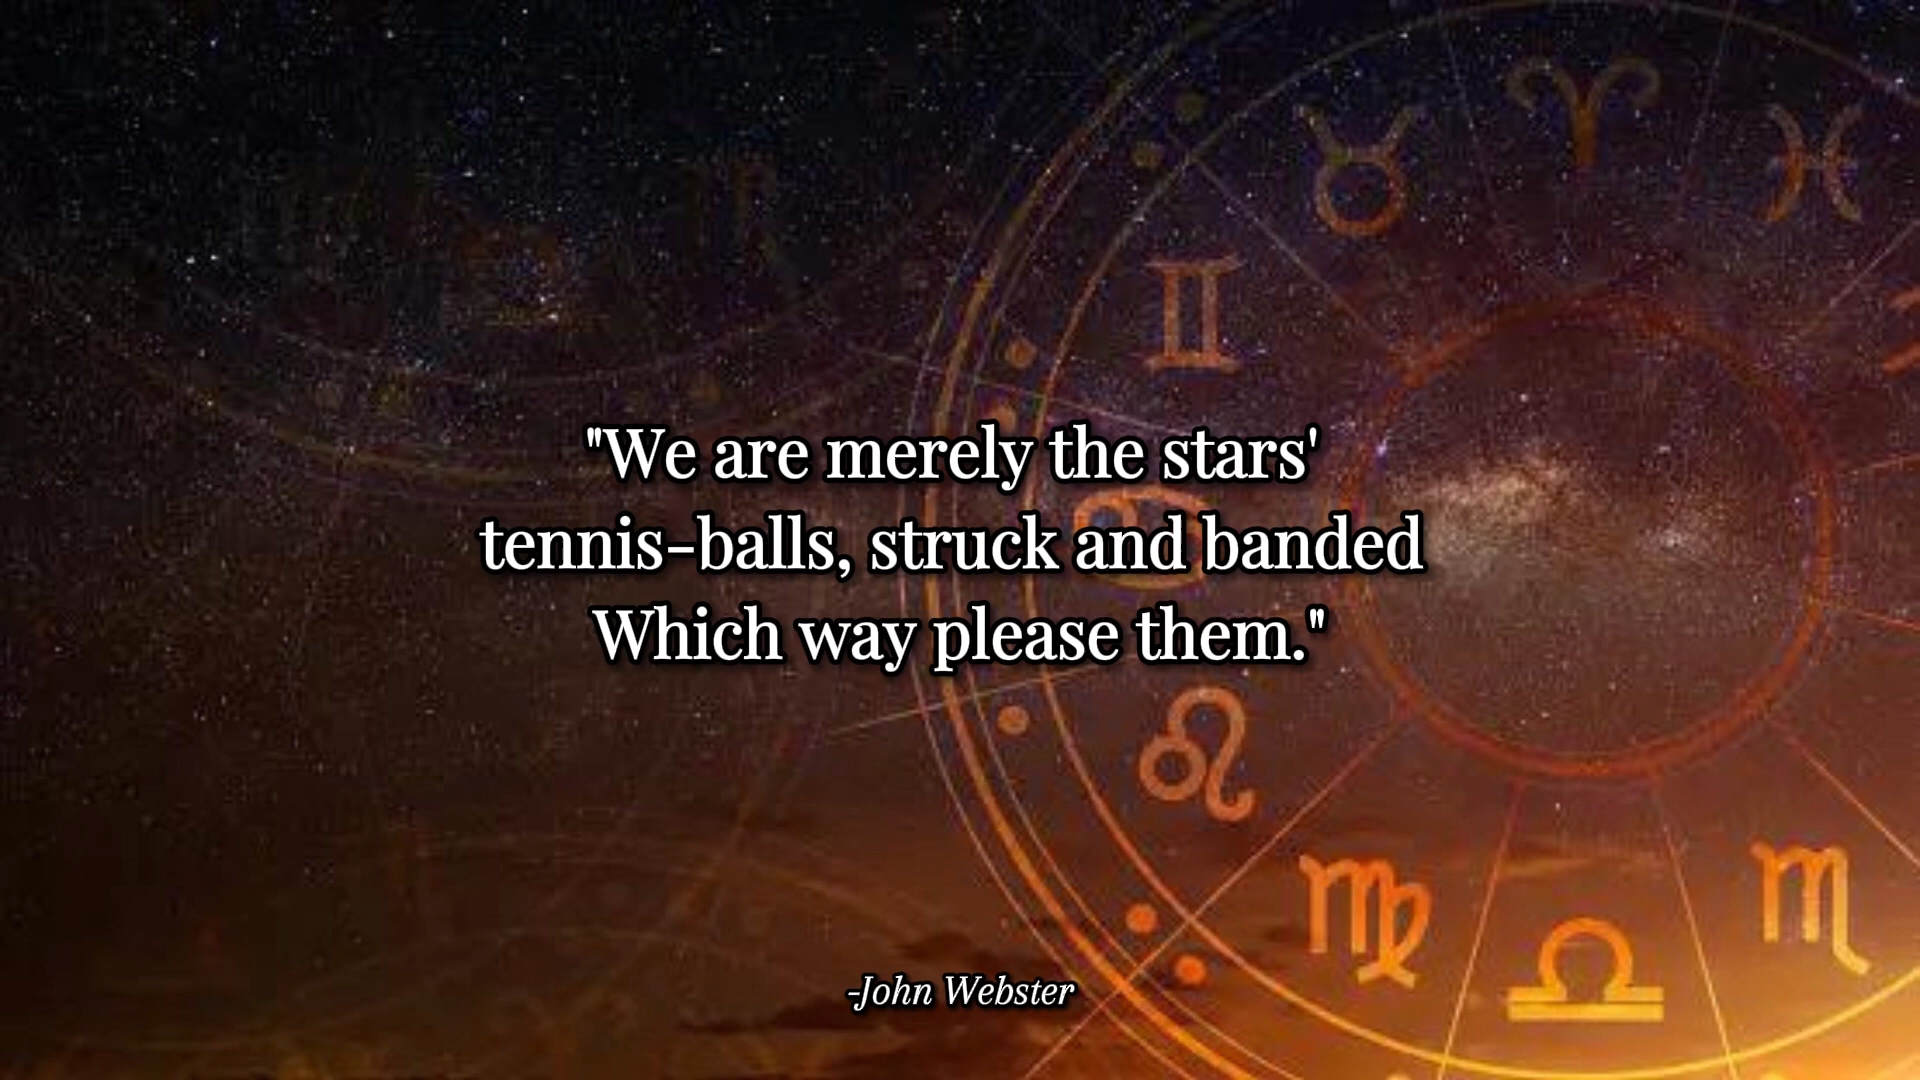 "We are merely the stars'
tennis-balls, struck and banded
Which way please them."
-John Webster